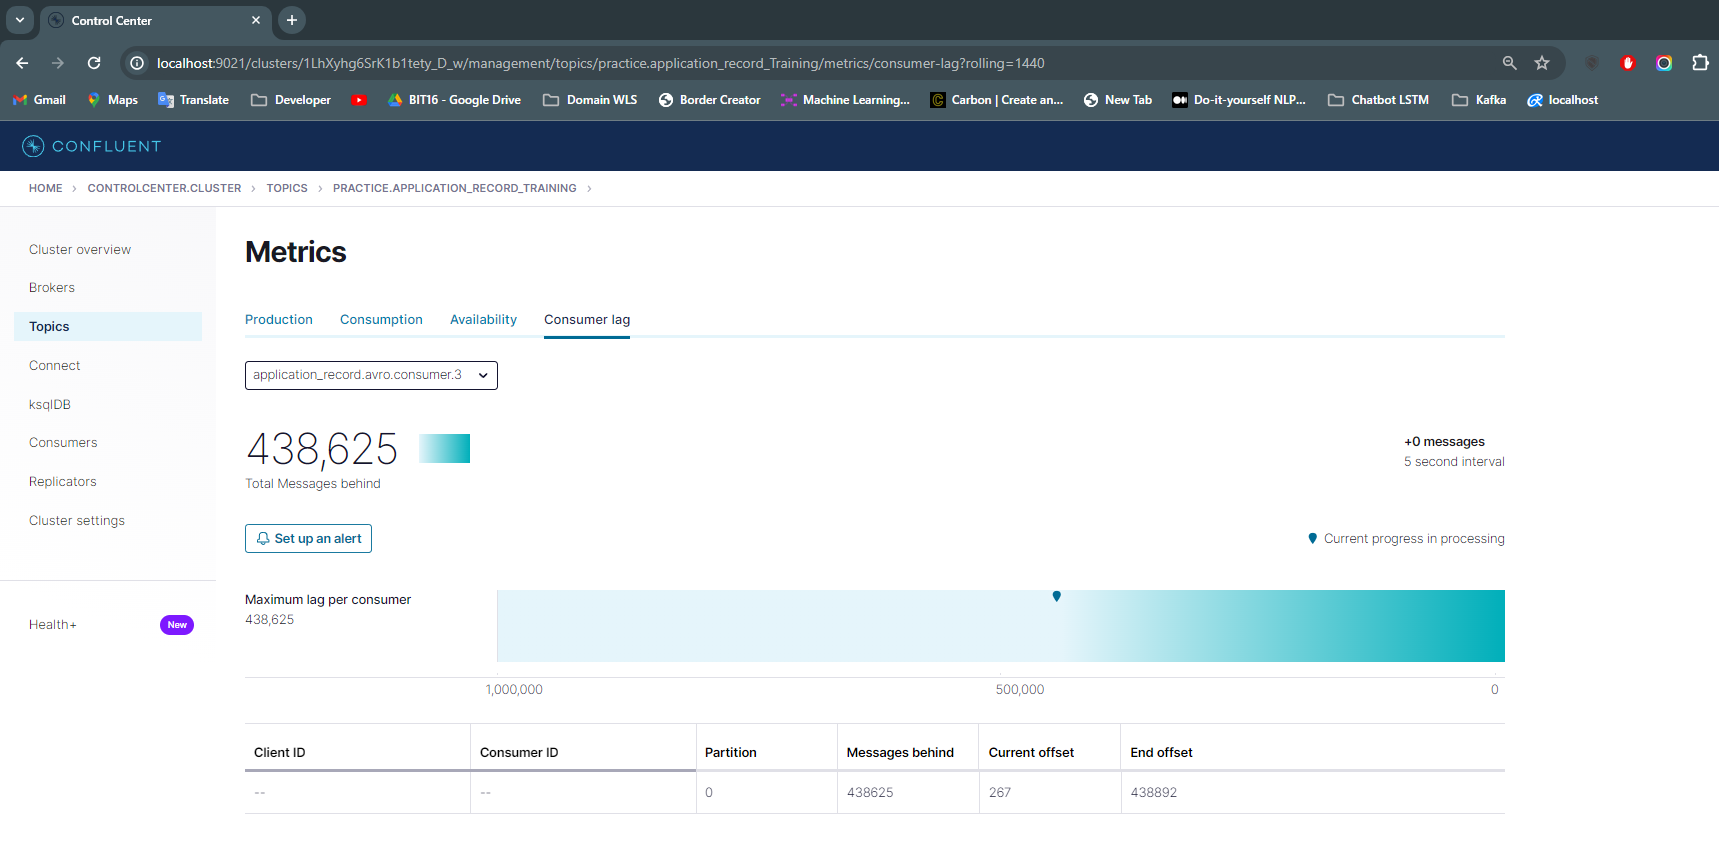 Control Center
localhost:9021/clusters/1LhXyhg6SrK1b1tety_D_w/management/topics/practice.application_record_Training/metrics/consumer-lag?rolling=1440
Gmail Maps Translate Developer BIT16 - Google Drive Domain WLS Border Creator Machine Learning... Carbon | Create an... New Tab Do-it-yourself NLP... Chatbot LSTM Kafka localhost
CONFLUENT
HOME > CONTROLCENTER.CLUSTER > TOPICS > PRACTICE.APPLICATION_RECORD_TRAINING >
Cluster overview
Brokers
Topics
Connect
ksqlDB
Consumers
Replicators
Cluster settings
Health+ New
Metrics
Production Consumption Availability Consumer lag
application_record.avro.consumer.3
438,625
Total Messages behind
+0 messages
5 second interval
Set up an alert
Current progress in processing
Maximum lag per consumer
438,625
1,000,000 500,000 0
Client ID Consumer ID Partition Messages behind Current offset End offset
-- -- 0 438625 267 438892